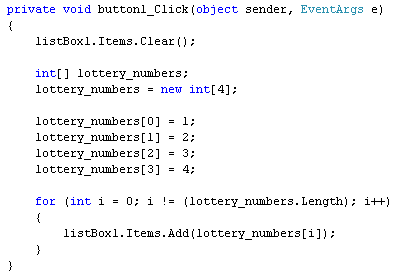 private void button1_Click(object sender, EventArgs e)
{
    listBox1.Items.Clear();

    int[] lottery_numbers;
    lottery_numbers = new int[4];

    lottery_numbers[0] = 1;
    lottery_numbers[1] = 2;
    lottery_numbers[2] = 3;
    lottery_numbers[3] = 4;

    for (int i = 0; i != (lottery_numbers.Length); i++)
    {
        listBox1.Items.Add(lottery_numbers[i]);
    }
}